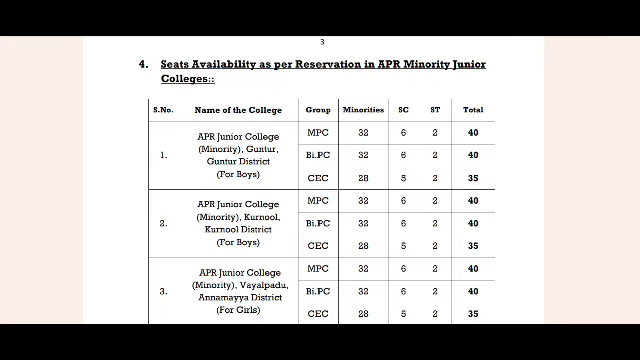 3
4. Seats Availability as per Reservation in APR Minority Junior
Colleges::
S.No. Name of the College Group Minorities SC ST Total
1. APR Junior College
(Minority), Guntur,
Guntur District
(For Boys)
MPC 32 6 2 40
Bi.PC 32 6 2 40
CEC 28 5 2 35
2. APR Junior College
(Minority), Kurnool,
Kurnool District
(For Boys)
MPC 32 6 2 40
Bi.PC 32 6 2 40
CEC 28 5 2 35
3. APR Junior College
(Minority), Vayalpadu,
Annamayya District
(For Girls)
MPC 32 6 2 40
Bi.PC 32 6 2 40
CEC 28 5 2 35